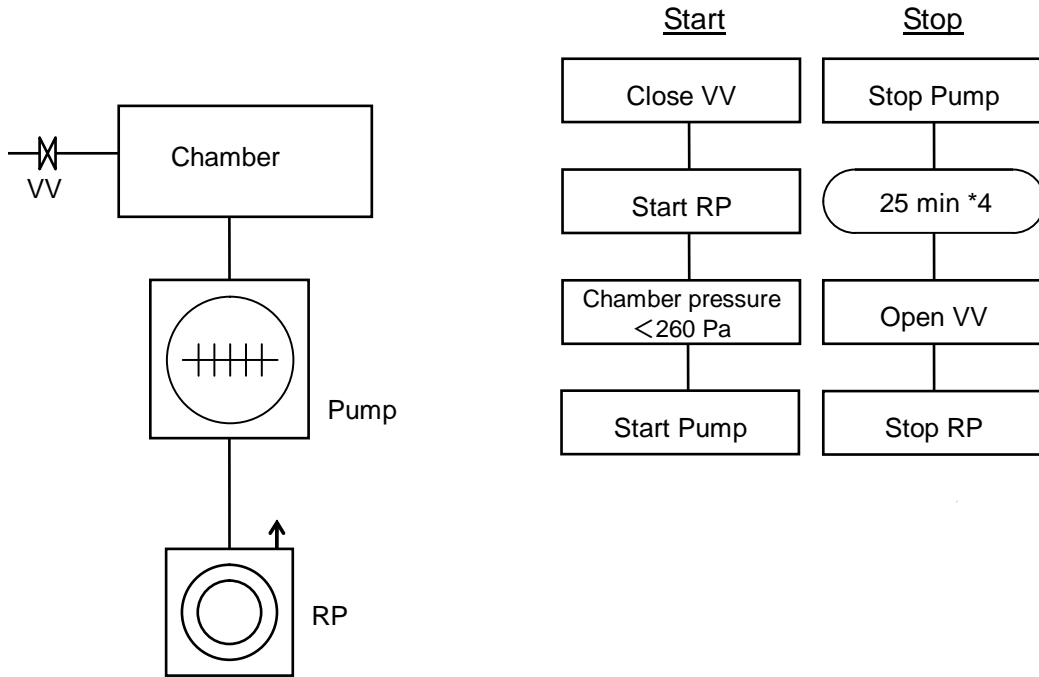 Start
Stop
Close VV
Stop Pump
Chamber
VV
Start RP
25 min *4
Chamber pressure
＜260 Pa
Open VV
Pump
Start Pump
Stop RP
RP